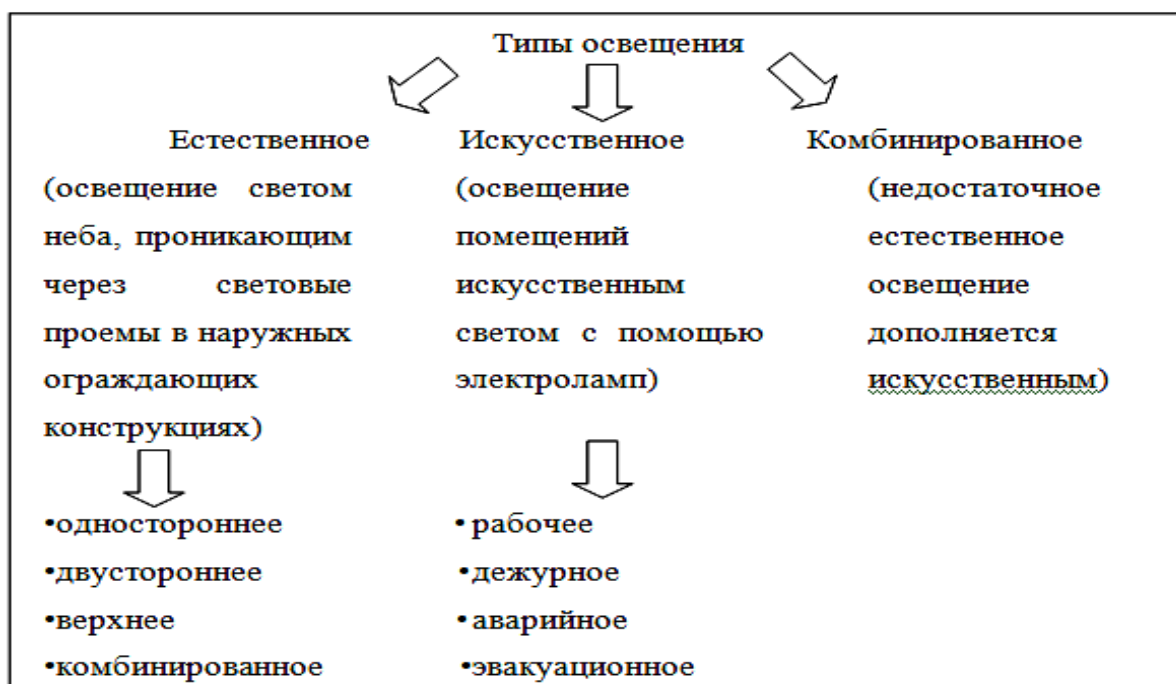 Типы освещения
Естественное
(освещение светом
неба, проникающим
через световые
проемы в наружных
ограждающих
конструкциях)
•одностороннее
•двустороннее
•верхнее
•комбинированное
Искусственное
(освещение
помещений
искусственным
светом с помощью
электроламп)
•рабочее
•дежурное
•аварийное
•эвакуационное
Комбинированное
(недостаточное
естественное
освещение
дополняется
искусственным)